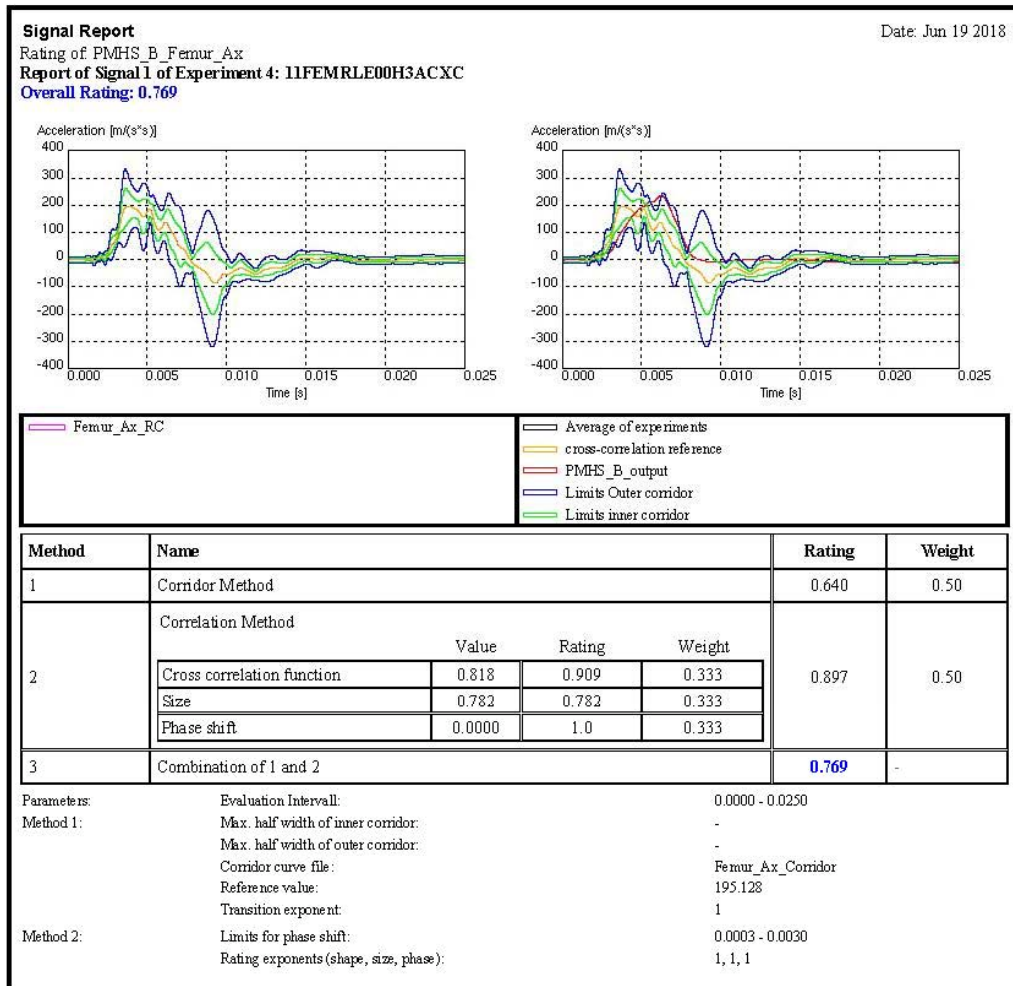 Signal Report
Date: Jun 19 2018
Rating of: PMHS_B_Femur_Ax
Report of Signal 1 of Experiment 4: 11FEMRLE00H3ACXC
Overall Rating: 0.769
Acceleration [m/(s*s)]
400
300
200
100
0
-100
-200
-300
-400
0.000 0.005 0.010 0.015 0.020 0.025
Time [s]
Acceleration [m/(s*s)]
400
300
200
100
0
-100
-200
-300
-400
0.000 0.005 0.010 0.015 0.020 0.025
Time [s]
Femur_Ax_RC
Average of experiments
cross-correlation reference
PMHS_B_output
Limits Outer corridor
Limits inner corridor
Method Name Rating Weight
1 Corridor Method 0.640 0.50
Correlation Method
Value Rating Weight
Cross correlation function 0.818 0.909 0.333
2 Size 0.782 0.782 0.333 0.897 0.50
Phase shift 0.0000 1.0 0.333
3 Combination of 1 and 2 0.769 -
Parameters: Evaluation Intervall: 0.0000 - 0.0250
Method 1: Max. half width of inner corridor: -
Max. half width of outer corridor: -
Corridor curve file: Femur_Ax_Corridor
Reference value: 195.128
Transition exponent: 1
Method 2: Limits for phase shift: 0.0003 - 0.0030
Rating exponents (shape, size, phase): 1, 1, 1